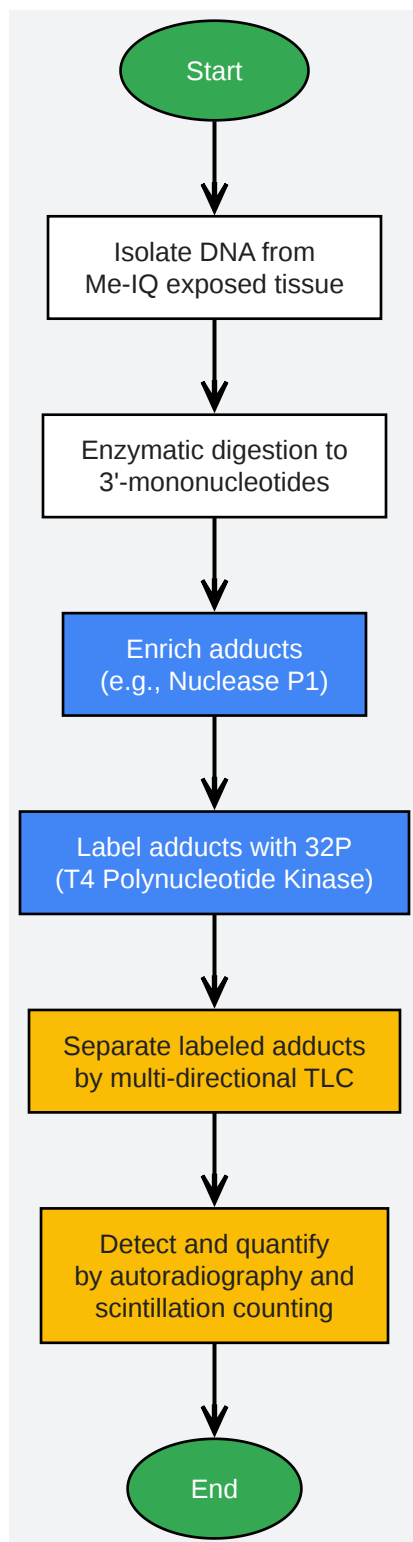 Start
Isolate DNA from
Me-IQ exposed tissue
Enzymatic digestion to
3'-mononucleotides
Enrich adducts
(e.g., Nuclease P1)
Label adducts with 32P
(T4 Polynucleotide Kinase)
Separate labeled adducts
by multi-directional TLC
Detect and quantify
by autoradiography and
scintillation counting
End